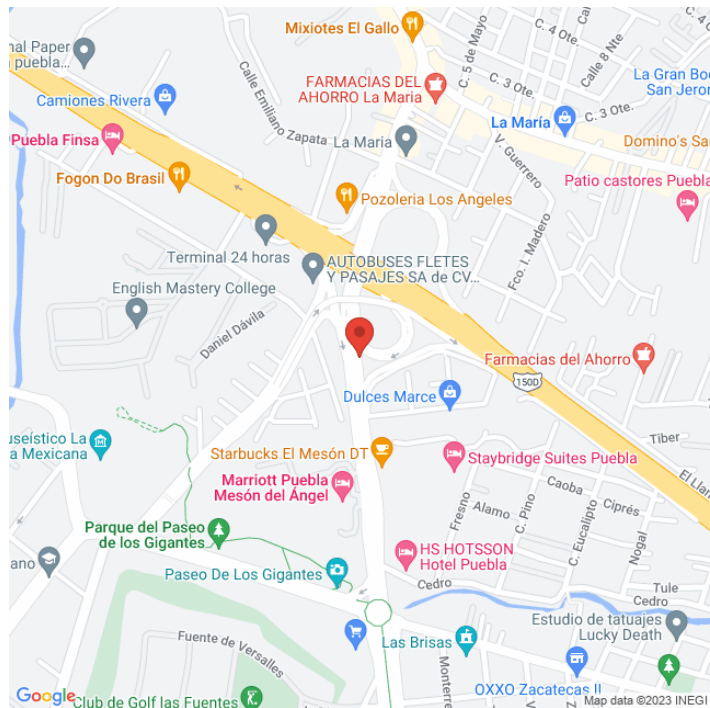 Mixiotes El Gallo
nal Paper
puebla...
Camiones Rivera
Puebla Finsa
Fogon Do Brasil
Calle Emiliano Zapata
FARMACIAS DEL
AHORRO La Maria
La Maria
C. 5 de Mayo
C. 4 Ote.
C. 4 Ote.
C. 3 Ote.
C. 3 Ote.
Calle 8 Nte
La Gran Bo
San Jeror
La María
Domino's Sa
V. Guerrero
Patio castores Puebla
Fco. I. Madero
Pozoleria Los Angeles
Terminal 24 horas
AUTOBUSES FLETES
Y PASAJES SA de CV...
English Mastery College
Daniel Dávila
Farmacias del Ahorro
150D
Dulces Marce
useístico La
a Mexicana
Starbucks El Mesón DT
Staybridge Suites Puebla
Tiber
El Llan
Marriott Puebla
Mesón del Ángel
Caoba
Ciprés
Alamo
Fresno
C. Pino
C. Eucalipto
Nogal
Parque del Paseo
de los Gigantes
ano
HS HOTSSON
Hotel Puebla
Paseo De Los Gigantes
Cedro
Tule
Cedro
Estudio de tatuajes
Lucky Death
Fuente de Versalles
Las Brisas
Monterre
OXXO Zacatecas II
Google
Club de Golf las Fuentes
Map data ©2023 INEGI